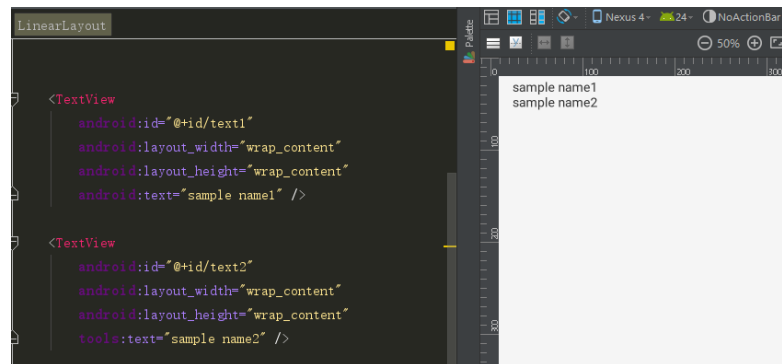 LinearLayout
<TextView
android:id="@+id/text1"
android:layout_width="wrap_content"
android:layout_height="wrap_content"
android:text="sample name1" />
<TextView
android:id="@+id/text2"
android:layout_width="wrap_content"
android:layout_height="wrap_content"
tools:text="sample name2" />
Palette
Nexus 4 24 NoActionBar
50%
0 100 200 300
100
200
300
sample name1
sample name2